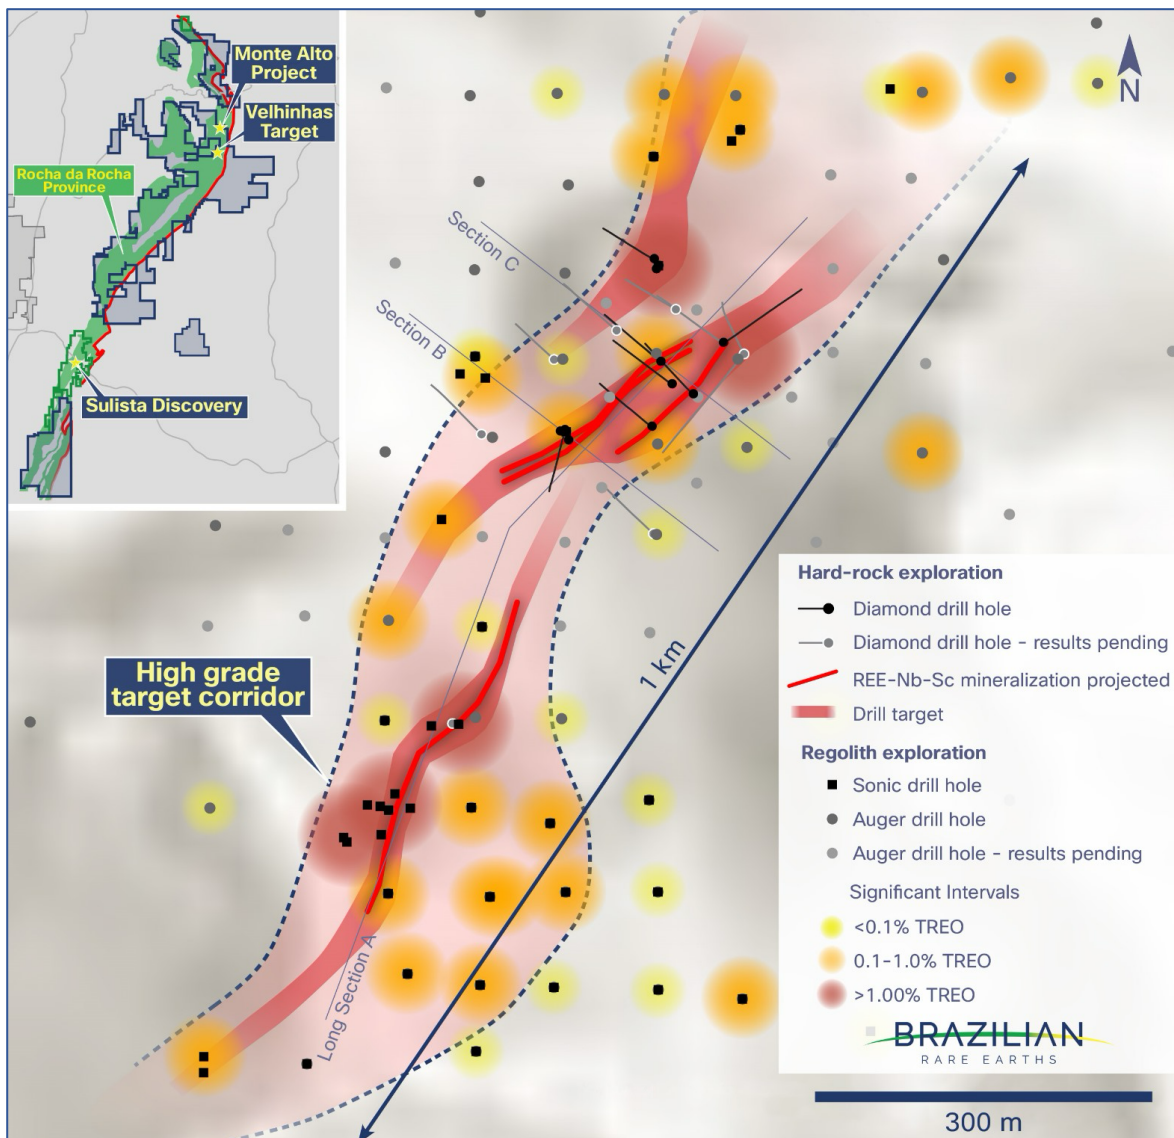 Monte Alto
Project
Velhinhas
Target
Rocha da Rocha
Province
Sulista Discovery
N
Section C
Section B
1 km
High grade
target corridor
Long Section A
Hard-rock exploration
Diamond drill hole
Diamond drill hole - results pending
REE-Nb-Sc mineralization projected
Drill target
Regolith exploration
Sonic drill hole
Auger drill hole
Auger drill hole - results pending
Significant Intervals
<0.1% TREO
0.1-1.0% TREO
>1.00% TREO
BRAZILIAN
RARE EARTHS
300 m